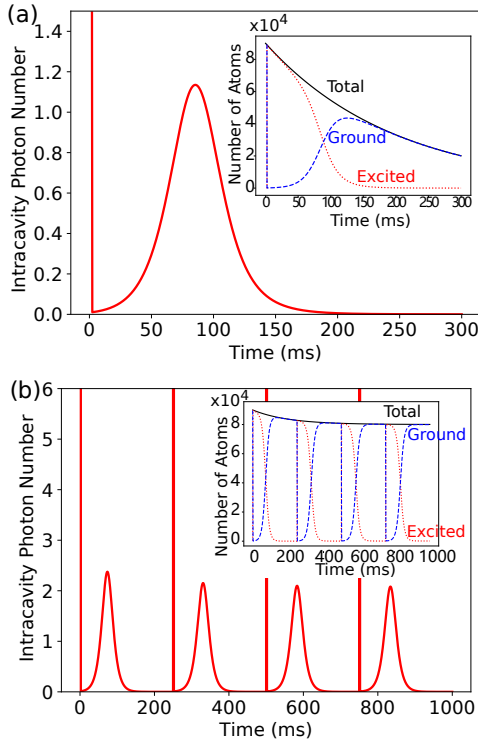 (a)
Intracavity Photon Number
1.4
1.2
1.0
0.8
0.6
0.4
0.2
0.0
0 50 100 150 200 250 300
Time (ms)
x10⁴
Number of Atoms
8
6
4
2
0
Total
Ground
Excited
0 50 100 150 200 250 300
Time (ms)
(b)
Intracavity Photon Number
6
5
4
3
2
1
0
0 200 400 600 800 1000
Time (ms)
x10⁴
Number of Atoms
8
6
4
2
0
Total
Ground
Excited
0 200 400 600 800 1000
Time (ms)